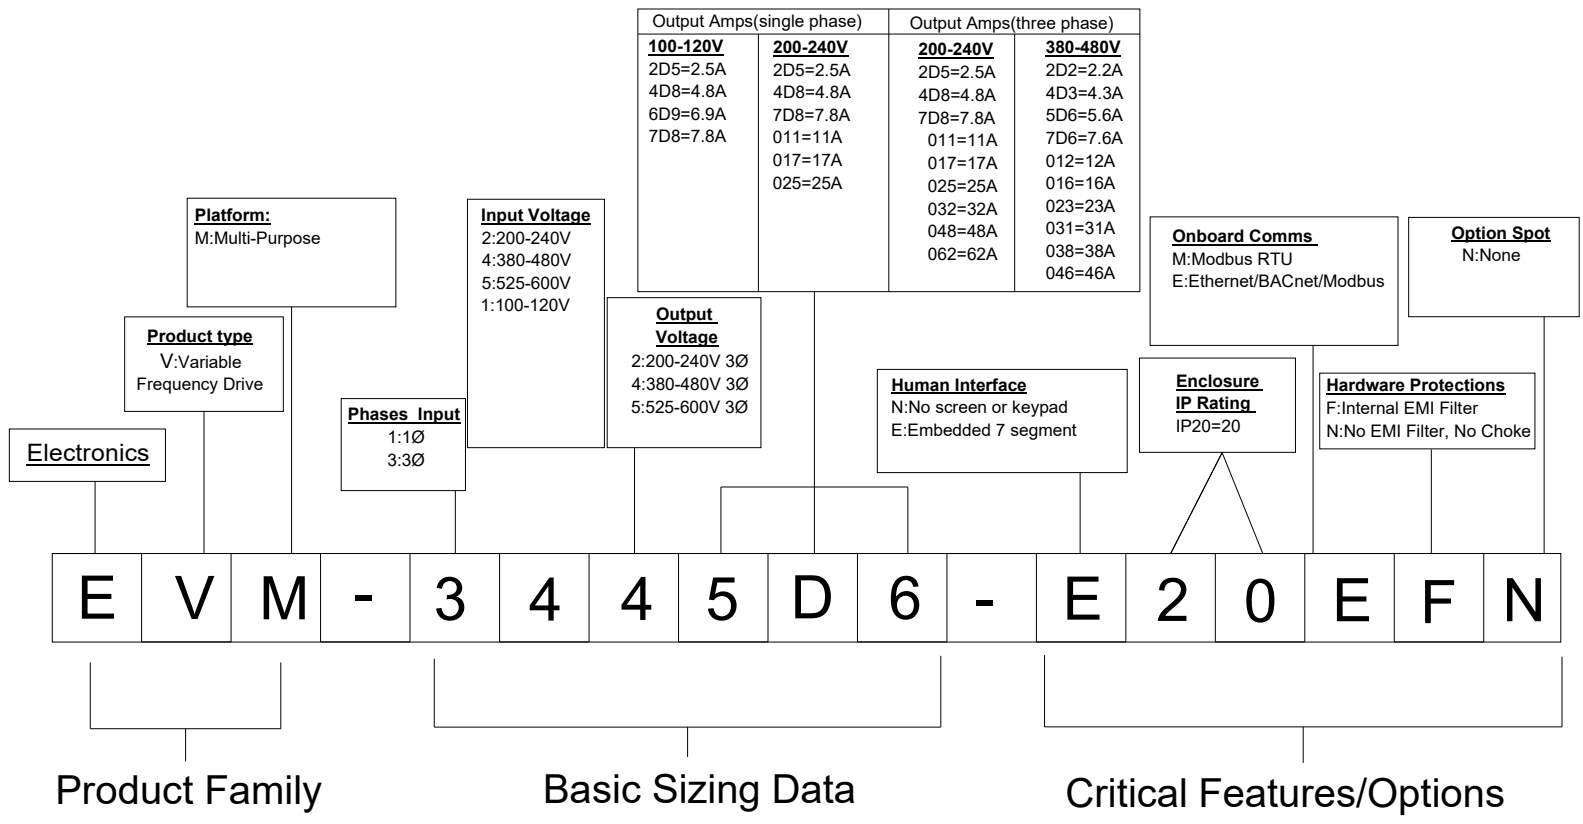 Output Amps(single phase)
Output Amps(three phase)
100-120V
2D5=2.5A
4D8=4.8A
6D9=6.9A
7D8=7.8A
200-240V
2D5=2.5A
4D8=4.8A
7D8=7.8A
011=11A
017=17A
025=25A
200-240V
2D5=2.5A
4D8=4.8A
7D8=7.8A
011=11A
017=17A
025=25A
032=32A
048=48A
062=62A
380-480V
2D2=2.2A
4D3=4.3A
5D6=5.6A
7D6=7.6A
012=12A
016=16A
023=23A
031=31A
038=38A
046=46A
Platform:
M:Multi-Purpose
Input Voltage
2:200-240V
4:380-480V
5:525-600V
1:100-120V
Onboard Comms
M:Modbus RTU
E:Ethernet/BACnet/Modbus
Option Spot
N:None
Product type
V:Variable
Frequency Drive
Output
Voltage
2:200-240V 3Ø
4:380-480V 3Ø
5:525-600V 3Ø
Electronics
Phases Input
1:1Ø
3:3Ø
Human Interface
N:No screen or keypad
E:Embedded 7 segment
Enclosure
IP Rating
IP20=20
Hardware Protections
F:Internal EMI Filter
N:No EMI Filter, No Choke
E V M - 3 4 4 5 D 6 - E 2 0 E F N
Product Family
Basic Sizing Data
Critical Features/Options